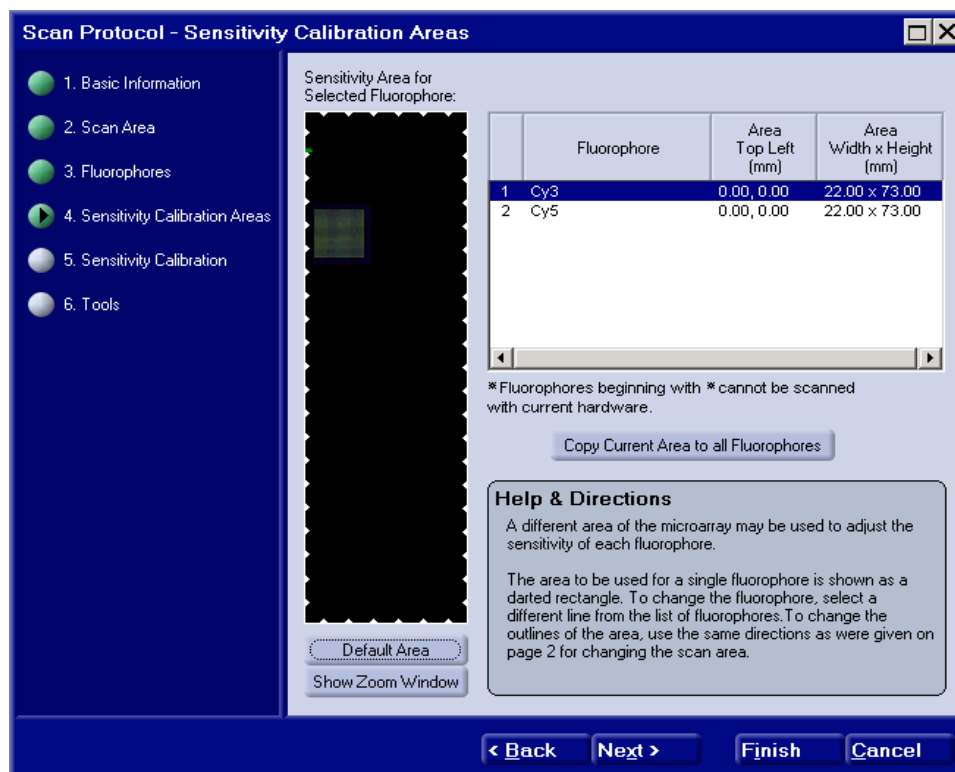 Scan Protocol - Sensitivity Calibration Areas
1. Basic Information
2. Scan Area
3. Fluorophores
4. Sensitivity Calibration Areas
5. Sensitivity Calibration
6. Tools
Sensitivity Area for
Selected Fluorophore:
Default Area
Show Zoom Window
Fluorophore
Area
Top Left
(mm)
Area
Width x Height
(mm)
1 Cy3 0.00, 0.00 22.00 x 73.00
2 Cy5 0.00, 0.00 22.00 x 73.00
*Fluorophores beginning with * cannot be scanned
with current hardware.
Copy Current Area to all Fluorophores
Help & Directions
A different area of the microarray may be used to adjust the
sensitivity of each fluorophore.
The area to be used for a single fluorophore is shown as a
darted rectangle. To change the fluorophore, select a
different line from the list of fluorophores.To change the
outlines of the area, use the same directions as were given on
page 2 for changing the scan area.
< Back
Next >
Finish
Cancel